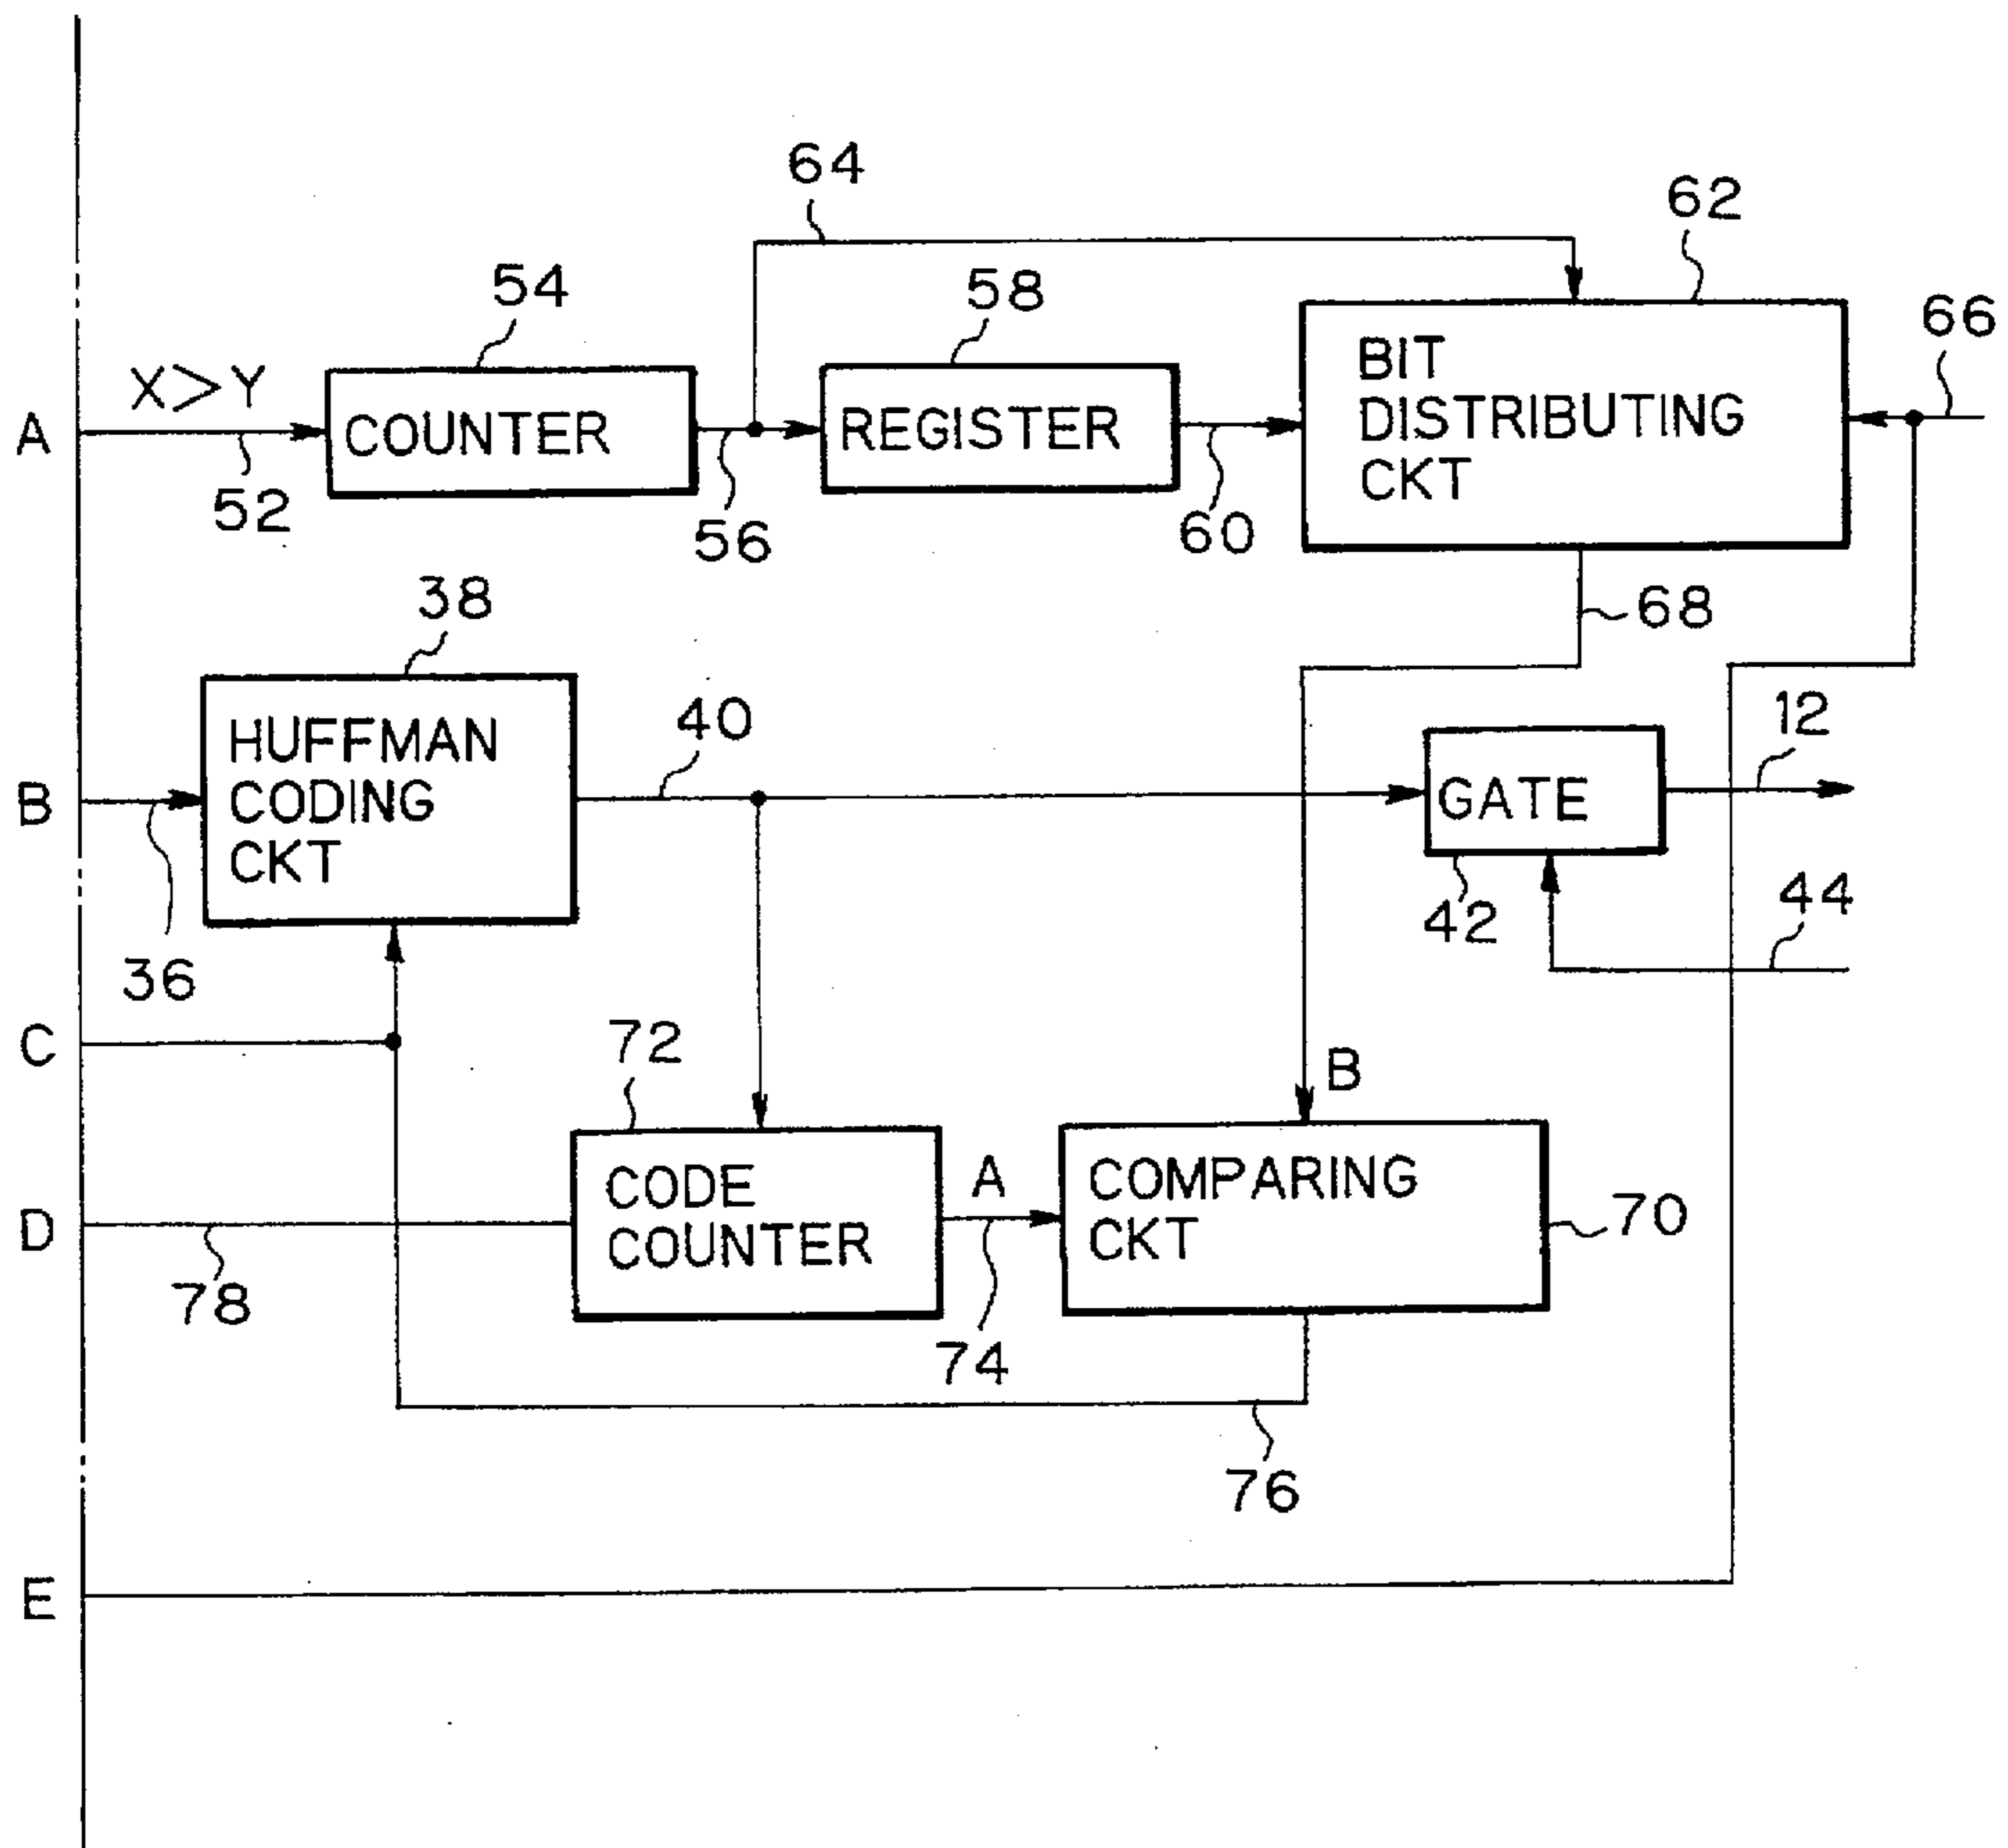 64
62
54
58
66
X>Y
BIT
DISTRIBUTING
CKT
A
COUNTER
REGISTER
52
56
60
38
68
40
12
HUFFMAN
CODING
CKT
B
GATE
42
44
36
C
72
B
D
CODE
COUNTER
A
COMPARING
CKT
70
78
74
76
E